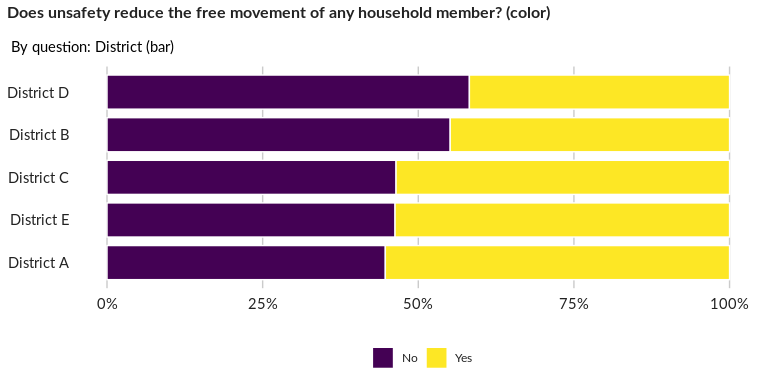 Does unsafety reduce the free movement of any household member? (color)
By question: District (bar)
District D
District B
District C
District E
District A
0% 25% 50% 75% 100%
No Yes